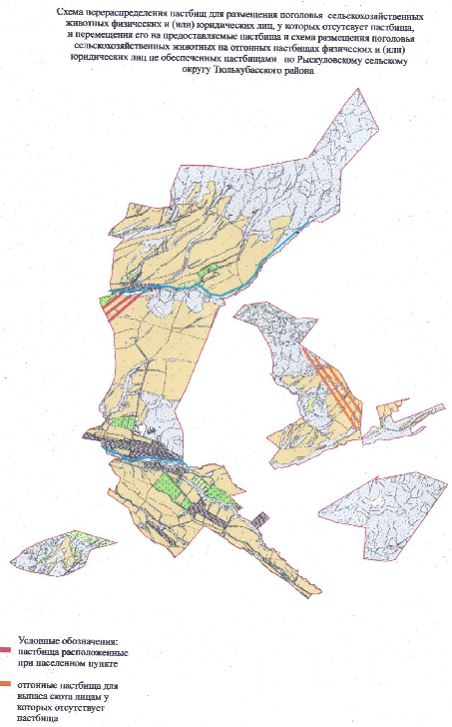 Схема перераспределения пастбищ для размещения поголовья сельскохозяйственных
животных физических и (или) юридических лиц, у которых отсутсвует пастбища,
и перемещения его на предоставляемые пастбища и схема размещения поголовья
сельскохозяйственных животных на отгонных пастбищах физических и (или)
юридических лиц не обеспеченных пастбищами по Рыскуловскому сельскому
округу Тюлькубасского района
Условные обозначения:
пастбища расположенные
при населенном пункте
отгонные пастбища для
выпаса скота лицам у
которых отсутствует
пастбища